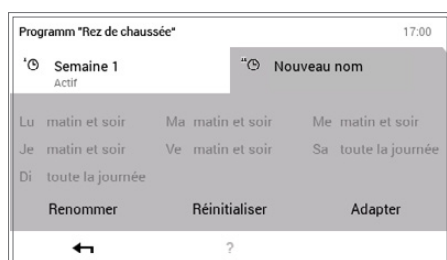 Programm "Rez de chaussée" 17:00
Semaine 1 Nouveau nom
Actif
Lu matin et soir Ma matin et soir Me matin et soir
Je matin et soir Ve matin et soir Sa toute la journée
Di toute la journée
Renommer Réinitialiser Adapter
?